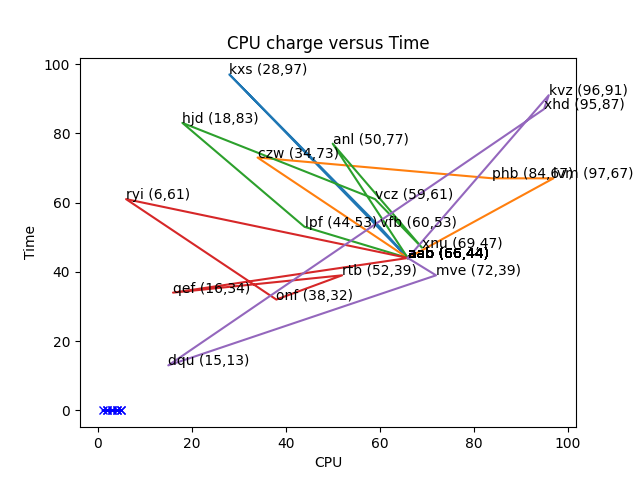 CPU charge versus Time
100
80
60
40
20
0
Time
kxs (28,97)
kvz (96,91)
xhd (95,87)
hjd (18,83)
anl (50,77)
czw (34,73)
phb (84,67)
(97,67)
ryi (6,61)
vcz (59,61)
lpf (44,53)
vfb (60,53)
xnu (69,47)
(66,44)
rtb (52,39)
mve (72,39)
qef (16,34)
onf (38,32)
dqu (15,13)
0
20
40
60
80
100
CPU